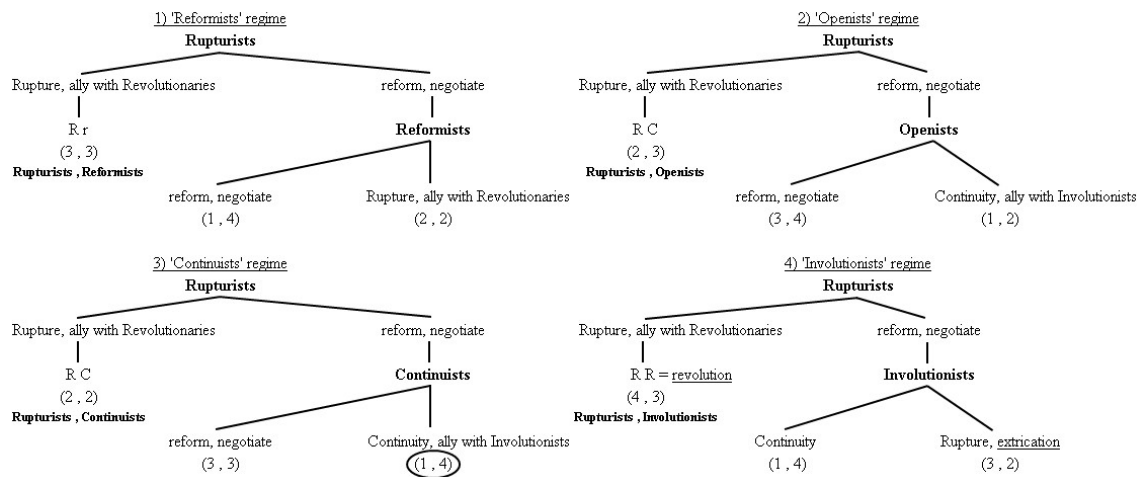 1) 'Reformists' regime
Rupturists
Rupture, ally with Revolutionaries
reform, negotiate
R r
(3 , 3)
Rupturists , Reformists
Reformists
reform, negotiate
Rupture, ally with Revolutionaries
(1 , 4)
(2 , 2)
2) 'Openists' regime
Rupturists
Rupture, ally with Revolutionaries
reform, negotiate
R C
(2 , 3)
Rupturists , Openists
Openists
reform, negotiate
Continuity, ally with Involutionists
(3 , 4)
(1 , 2)
3) 'Continuists' regime
Rupturists
Rupture, ally with Revolutionaries
reform, negotiate
R C
(2 , 2)
Rupturists , Continuists
Continuists
reform, negotiate
Continuity, ally with Involutionists
(3 , 3)
(1 , 4)
4) 'Involutionists' regime
Rupturists
Rupture, ally with Revolutionaries
reform, negotiate
R R = revolution
(4 , 3)
Rupturists , Involutionists
Involutionists
Continuity
Rupture, extrication
(1 , 4)
(3 , 2)